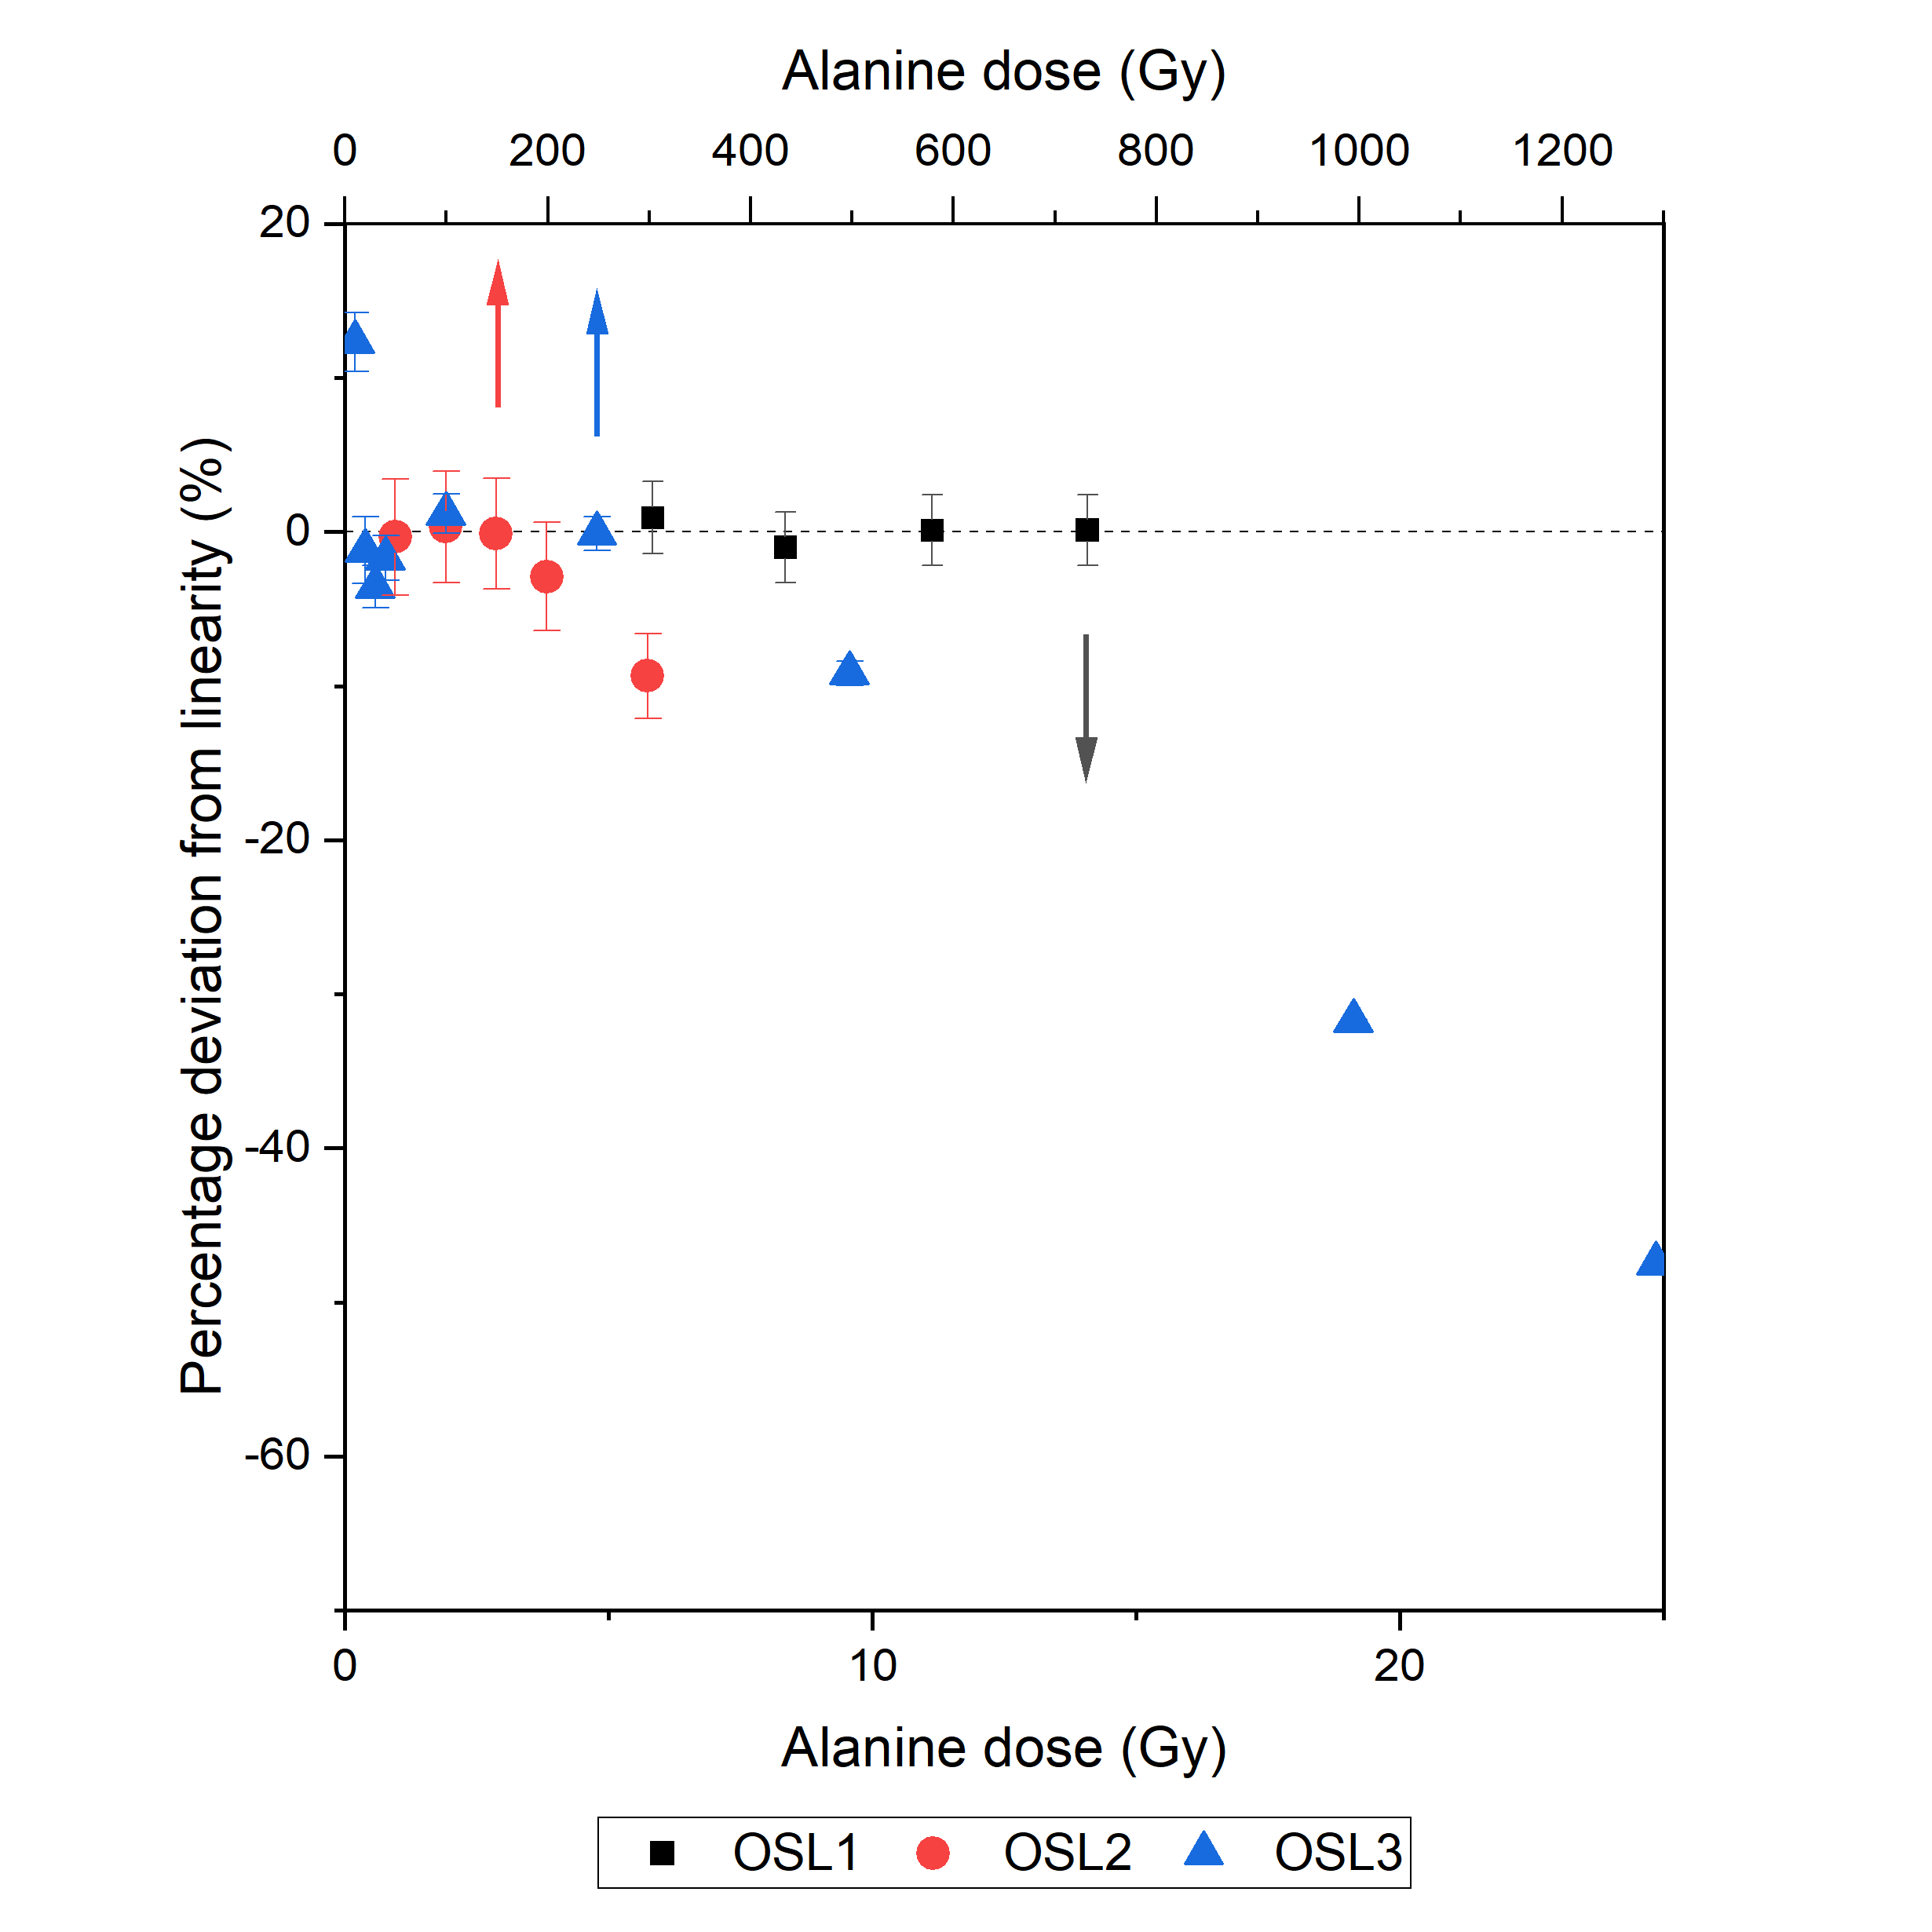 Alanine dose (Gy)
0 200 400 600 800 1000 1200
20
0
-20
-40
-60
Percentage deviation from linearity (%)
0 10 20
Alanine dose (Gy)
OSL1 OSL2 OSL3